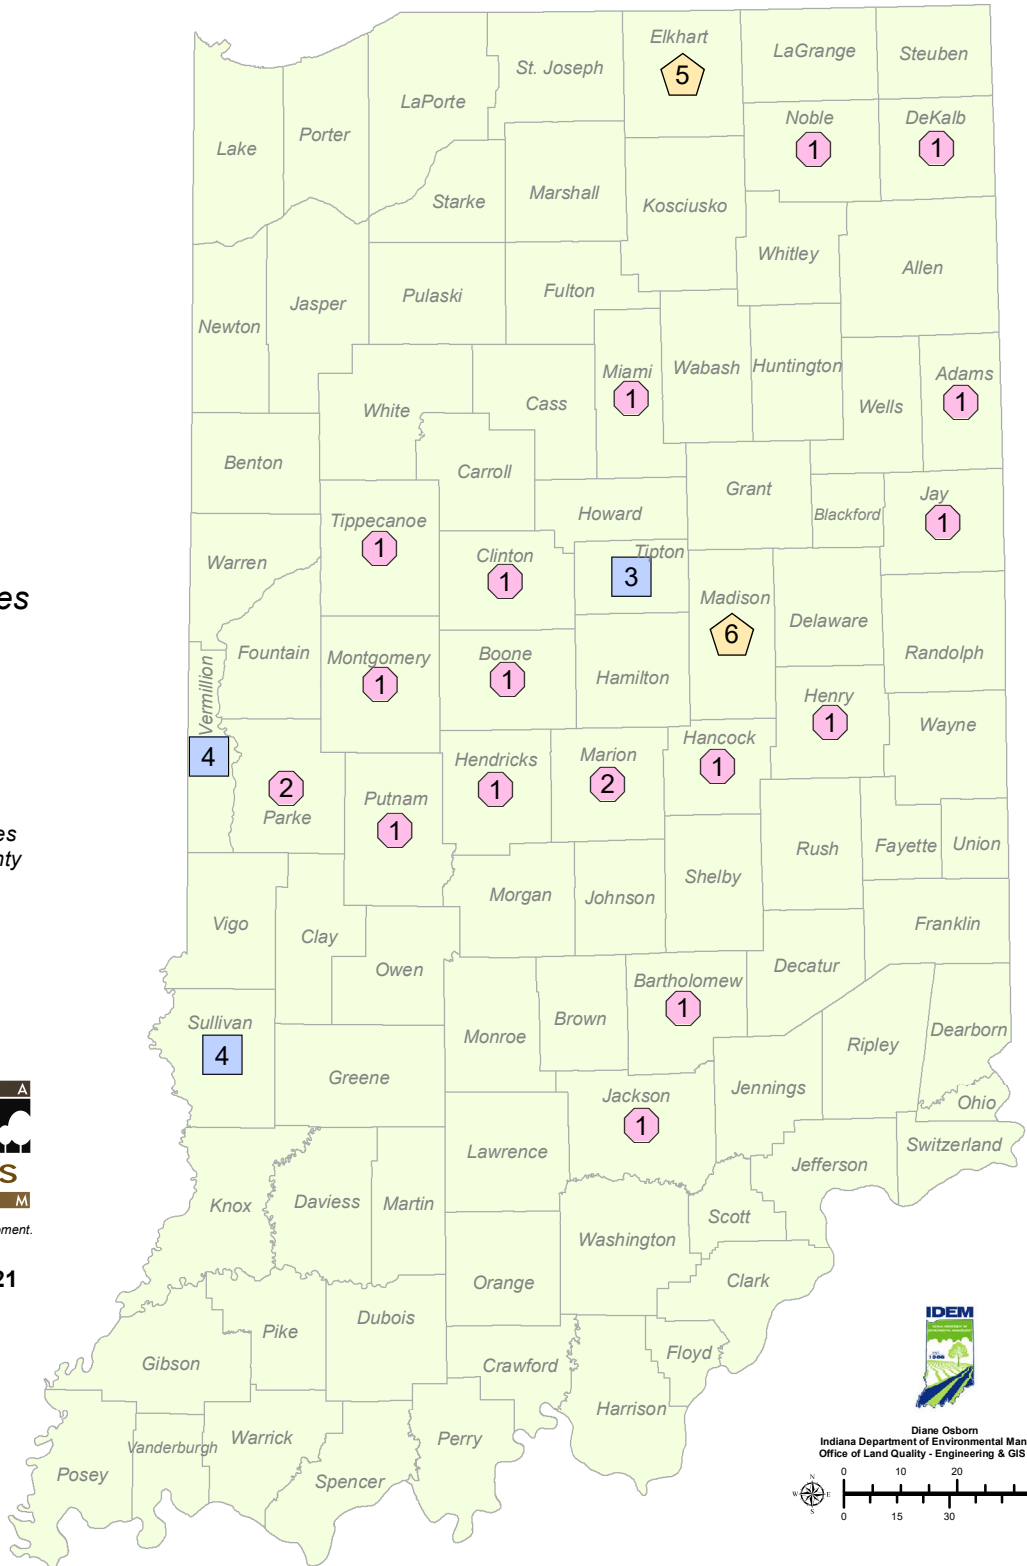 Elkhart
5
LaGrange
Steuben
St. Joseph
LaPorte
Noble
1
DeKalb
1
Porter
Lake
Marshall
Starke
Kosciusko
Whitley
Allen
Fulton
Pulaski
Jasper
Newton
Miami
1
Wabash
Huntington
Adams
1
Wells
Cass
White
Benton
Carroll
Grant
Jay
1
Blackford
Howard
Tippecanoe
1
Clinton
1
Tipton
3
Warren
es
Madison
6
Delaware
Fountain
Montgomery
1
Boone
1
Hamilton
Randolph
Vermillion
4
Henry
1
Wayne
Hancock
1
Marion
2
Hendricks
1
2
Parke
Putnam
1
es
nty
Rush
Fayette
Union
Shelby
Morgan
Johnson
Vigo
Clay
Franklin
Owen
Decatur
Bartholomew
1
Sullivan
4
Brown
Monroe
Dearborn
Ripley
Greene
Jennings
A
Jackson
1
Ohio
Lawrence
Switzerland
Jefferson
S
M
Knox
Daviess
Martin
Scott
ment.
Washington
21
Orange
Clark
Dubois
Pike
Gibson
Crawford
Floyd
Harrison
IDEM
Perry
Warrick
Vanderburgh
Posey
Spencer
Diane Osborn
Indiana Department of Environmental Man
Office of Land Quality - Engineering & GIS
N
W E
S
0 10 20
0 15 30